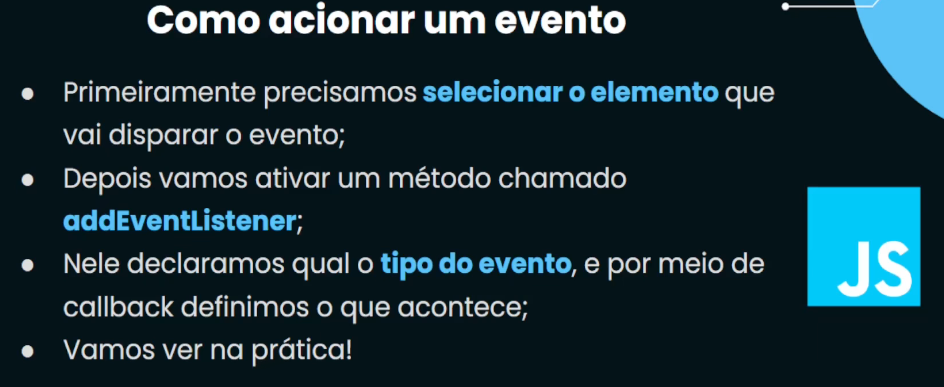 Como acionar um evento
● Primeiramente precisamos selecionar o elemento que
vai disparar o evento;
● Depois vamos ativar um método chamado
addEventListener;
● Nele declaramos qual o tipo do evento, e por meio de
callback definimos o que acontece;
● Vamos ver na prática!
JS